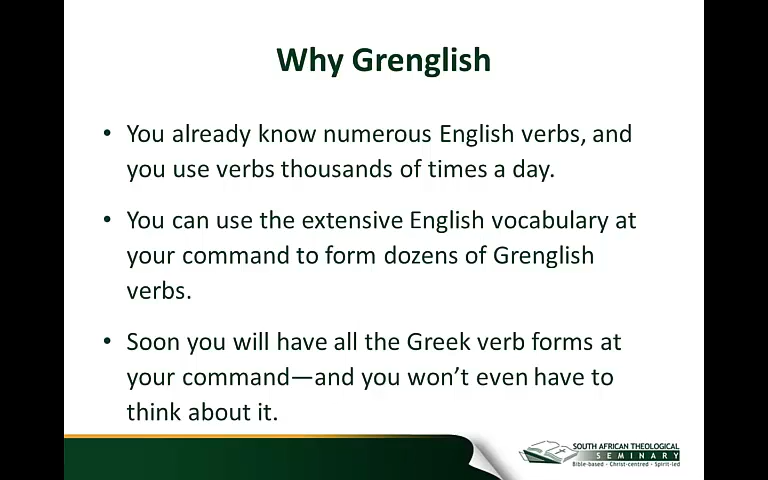 Why Grenglish
• You already know numerous English verbs, and
you use verbs thousands of times a day.
• You can use the extensive English vocabulary at
your command to form dozens of Grenglish
verbs.
• Soon you will have all the Greek verb forms at
your command—and you won't even have to
think about it.
SOUTH AFRICAN THEOLOGICAL
SEMINARY
Bible-based - Christ-centred - Spirit-led